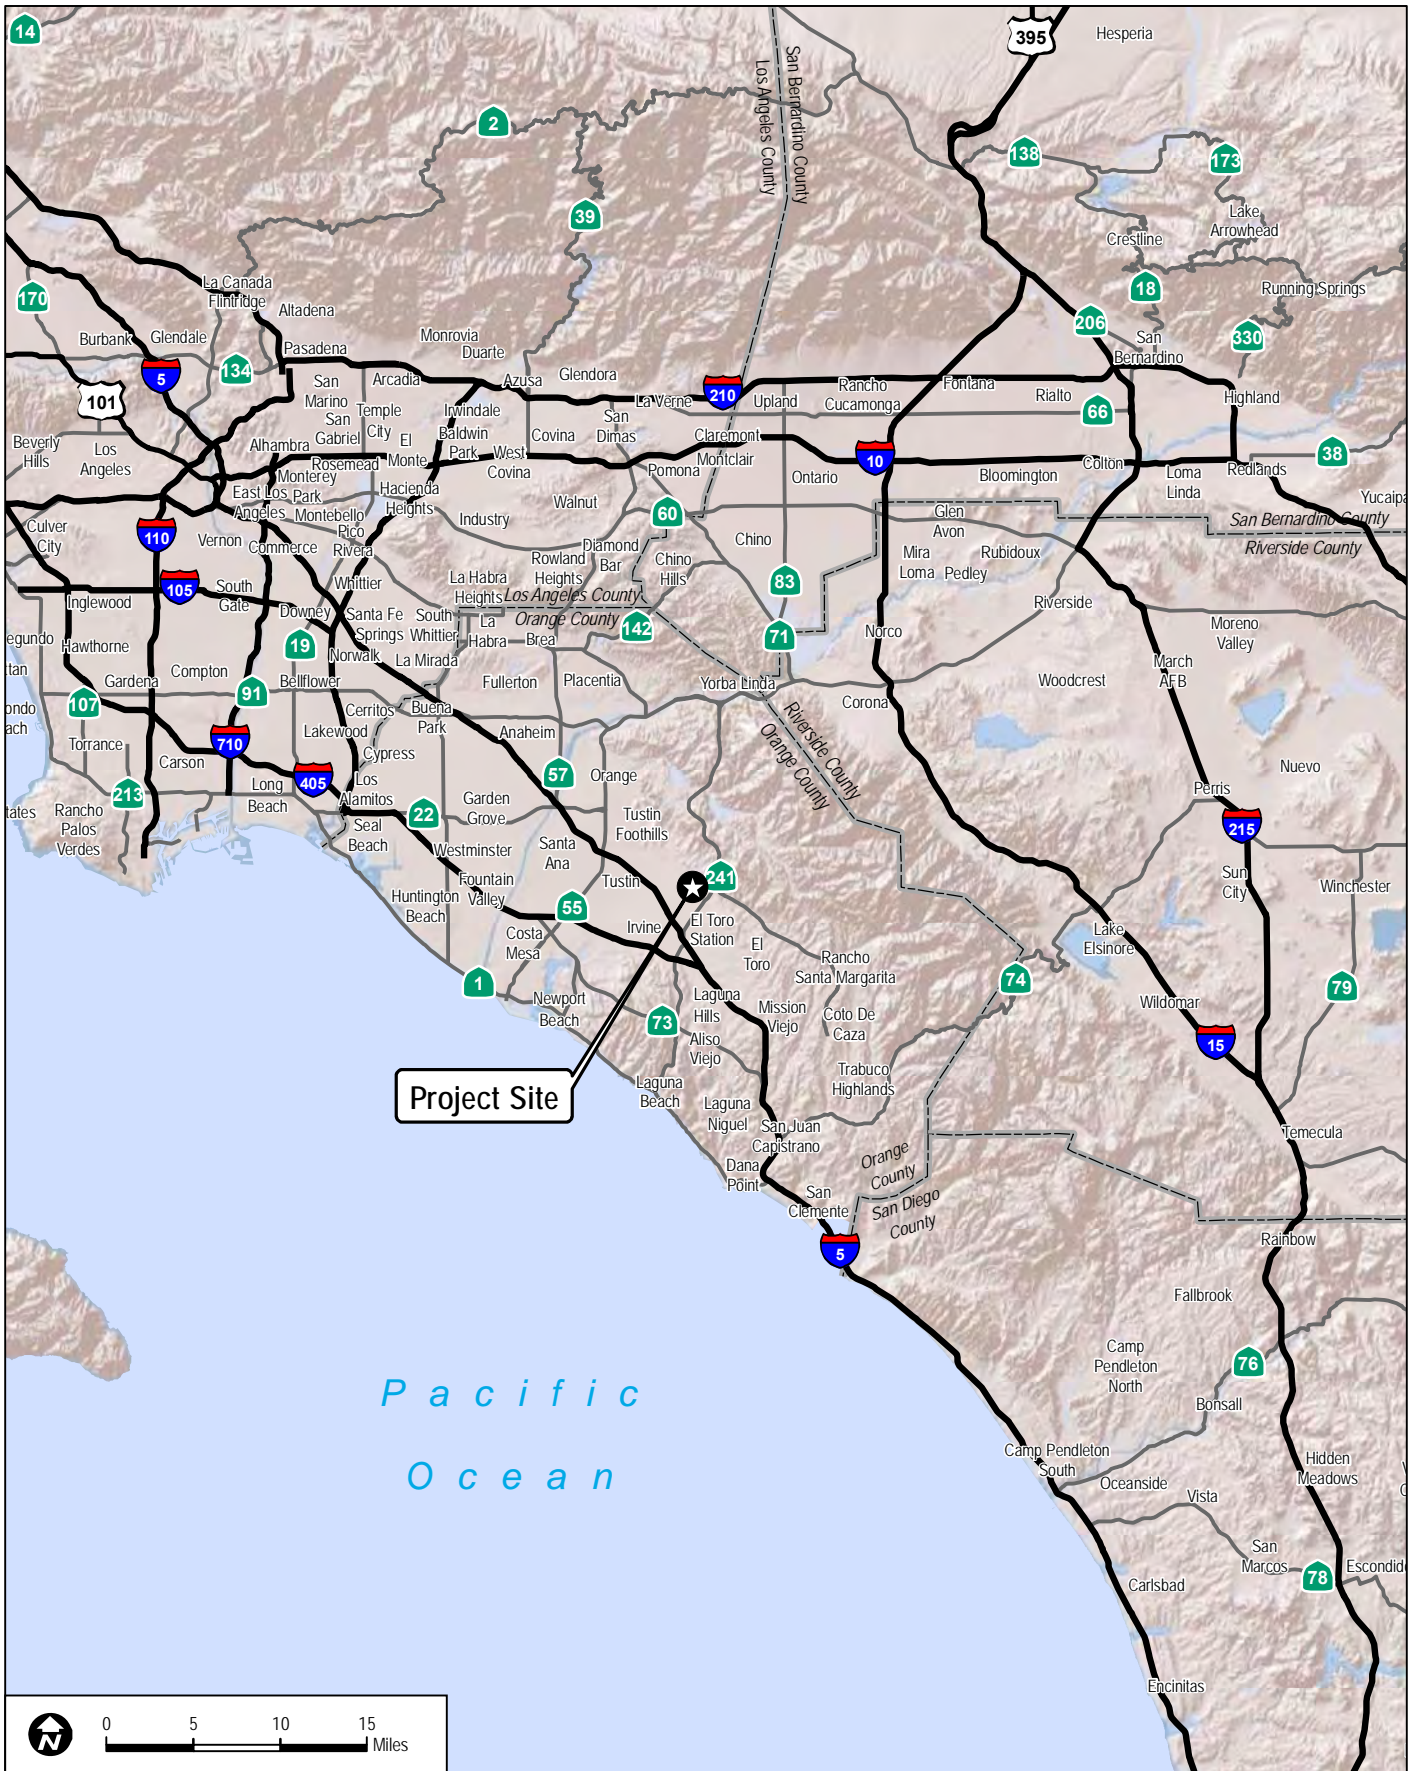 14
395
Hesperia
San Bernardino County
Los Angeles County
2
138
173
39
Lake
Arrowhead
Crestline
La Canada
Flintridge
18
Running Springs
170
Altadena
206
330
Burbank
Glendale
Monrovia
Duarte
San
Bernardino
Pasadena
5
134
San
Marino
Arcadia
Azusa
Glendora
210
La Verne
Upland
Rancho
Cucamonga
Fontana
Rialto
66
Highland
101
Temple
City
Irwindale
San
Gabriel
San
Dimas
Beverly
Hills
Los
Angeles
Alhambra
El
Monte
Baldwin
Park
Covina
West
Covina
Claremont
Montclair
38
10
Rosemead
Monterey
Park
Pomona
Ontario
Bloomington
Colton
Loma
Linda
Redlands
Yucaipa
East Los
Angeles
Hacienda
Heights
Walnut
60
Montebello
Industry
Glen
Avon
San Bernardino County
Riverside County
Culver
City
110
Vernon
Commerce
Pico
Rivera
Rowland
Heights
Diamond
Bar
Chino
Chino
Hills
Mira
Loma
Pedley
Rubidoux
105
South
Gate
Whittier
La Habra
Heights
Los Angeles County
Orange County
83
Inglewood
Downey
Santa Fe
Springs
South
Whittier
La
Habra
Brea
142
71
Norco
Riverside
Moreno
Valley
egundo
Hawthorne
19
Norwalk
La Mirada
ttan
Gardena
Compton
91
Bellflower
Fullerton
Placentia
Yorba Linda
Corona
Woodcrest
March
AFB
107
ondo
ach
Cerritos
Buena
Park
Riverside County
Orange County
Torrance
710
Lakewood
Cypress
Anaheim
Carson
405
Los
Alamitos
57
Orange
Nuevo
213
Long
Beach
Perris
tates
Rancho
Palos
Verdes
Seal
Beach
22
Garden
Grove
Tustin
Foothills
215
Westminster
Santa
Ana
Huntington
Beach
Fountain
Valley
Tustin
241
Sun
City
Winchester
55
Irvine
El Toro
Station
Costa
Mesa
El
Toro
Lake
Elsinore
Rancho
Santa Margarita
1
74
79
Newport
Beach
73
Laguna
Hills
Mission
Viejo
Wildomar
Aliso
Viejo
Coto De
Caza
15
Project Site
Laguna
Beach
Trabuco
Highlands
Laguna
Niguel
San Juan
Capistrano
Temecula
Dana
Point
Orange
County
San
Clemente
San Diego
County
5
Rainbow
Fallbrook
Camp
Pendleton
North
76
Pacific
Bonsall
Ocean
Camp Pendleton
South
Hidden
Meadows
Oceanside
Vista
San
Marcos
78
Escondido
Carlsbad
Encinitas
N
0 5 10 15
Miles